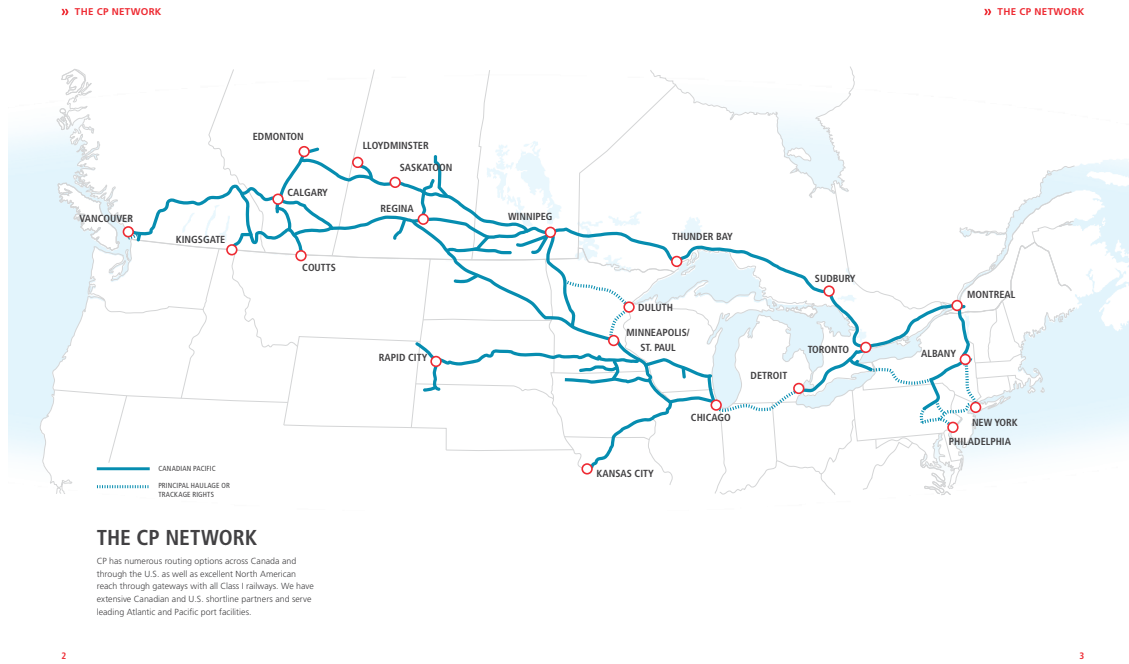 » THE CP NETWORK
» THE CP NETWORK
EDMONTON
LLOYDMINSTER
SASKATOON
CALGARY
REGINA
VANCOUVER
WINNIPEG
KINGSGATE
THUNDER BAY
COUTTS
SUDBURY
MONTREAL
DULUTH
MINNEAPOLIS/
ST. PAUL
TORONTO
ALBANY
RAPID CITY
DETROIT
CHICAGO
NEW YORK
PHILADELPHIA
KANSAS CITY
CANADIAN PACIFIC
PRINCIPAL HAULAGE OR
TRACKAGE RIGHTS
THE CP NETWORK
CP has numerous routing options across Canada and
through the U.S. as well as excellent North American
reach through gateways with all Class I railways. We have
extensive Canadian and U.S. shortline partners and serve
leading Atlantic and Pacific port facilities.
2
3